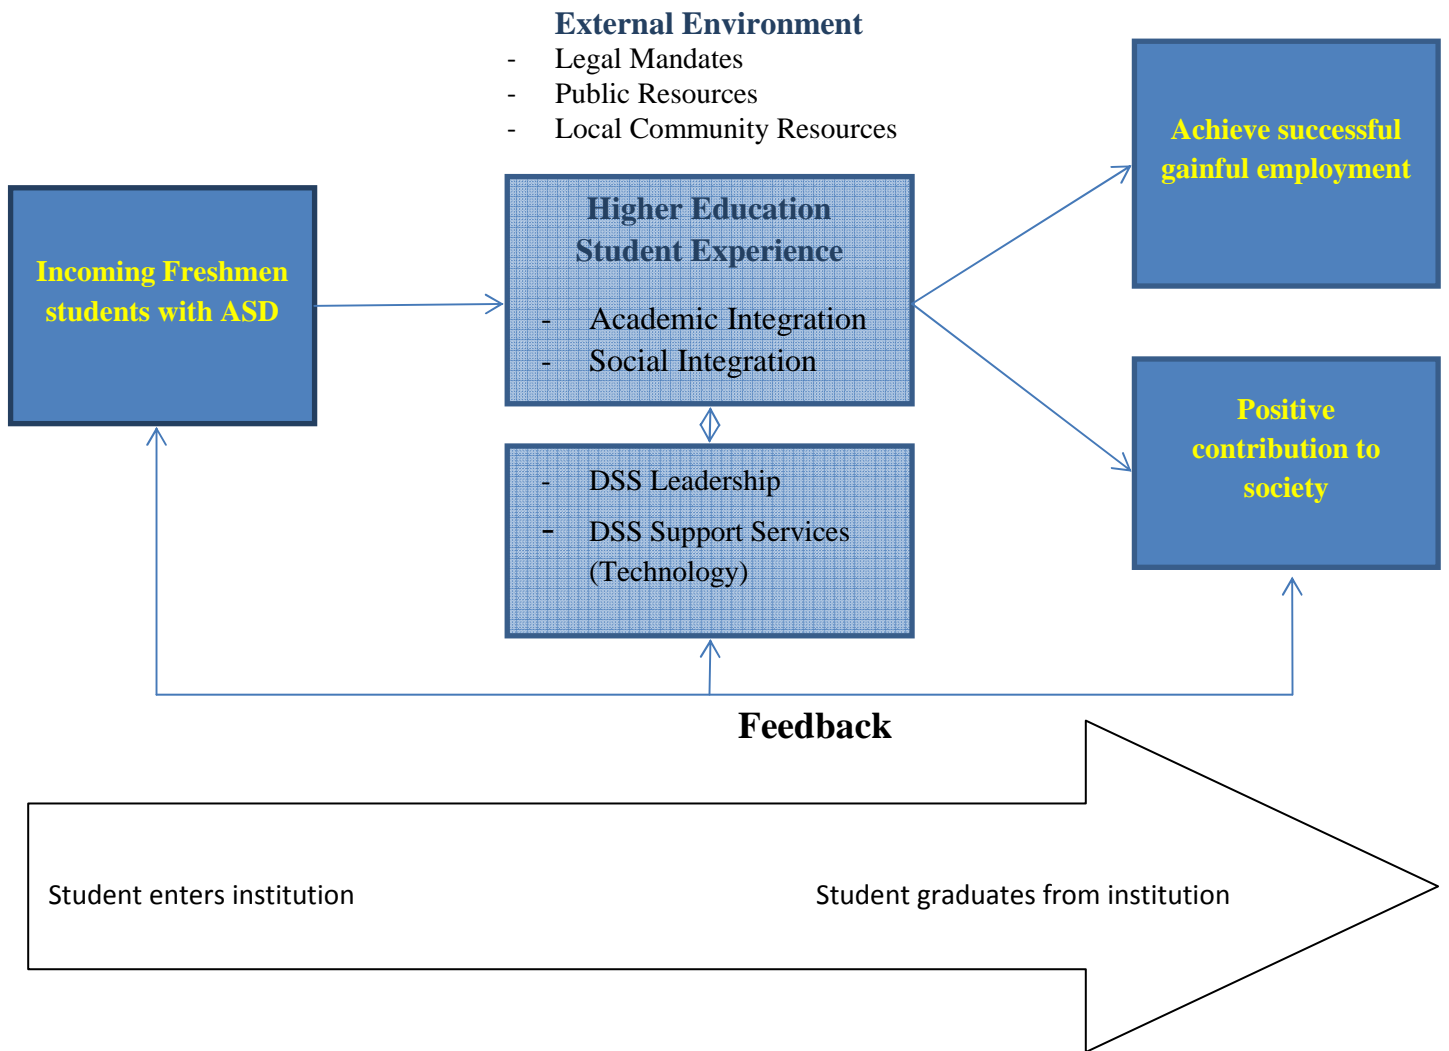 External Environment
- Legal Mandates
- Public Resources
- Local Community Resources
Incoming Freshmen
students with ASD
Higher Education
Student Experience
- Academic Integration
- Social Integration
- DSS Leadership
- DSS Support Services
(Technology)
Achieve successful
gainful employment
Positive
contribution to
society
Feedback
Student enters institution
Student graduates from institution